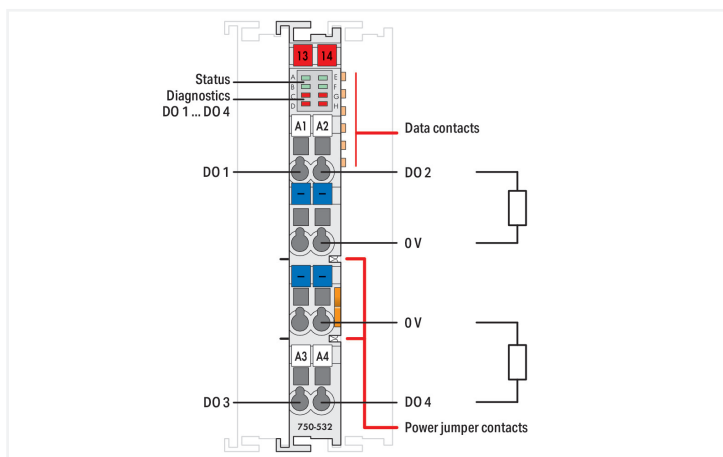 13 14
Status
A E
B F
Diagnostics
C G
DO 1 ... DO 4
D H
A1 A2
Data contacts
DO 1
DO 2
– –
0 V
– –
0 V
A3 A4
DO 3
DO 4
750-532
Power jumper contacts